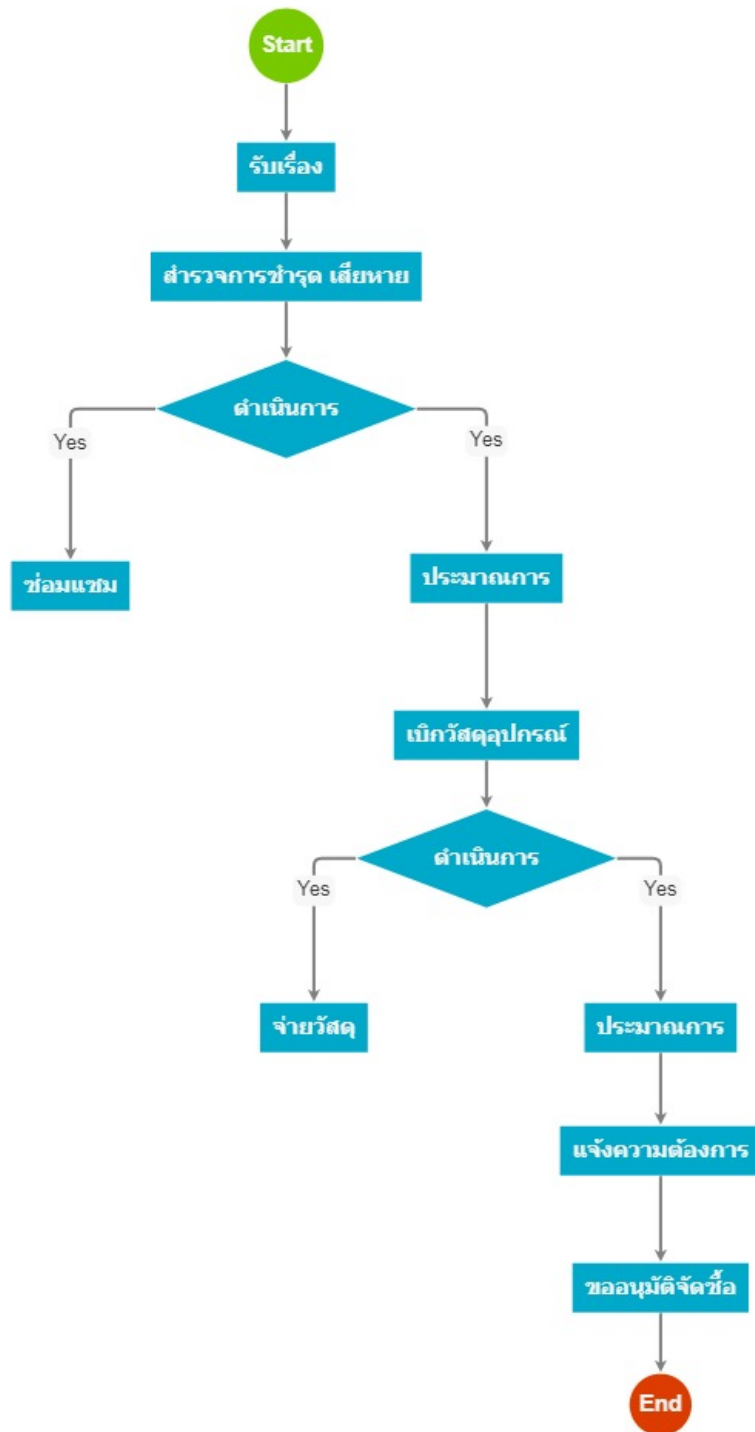 Start
รับเรื่อง
สำรวจการชำรุด เสียหาย
ดำเนินการ
Yes
Yes
ซ่อมแซม
ประมาณการ
เบิกวัสดุอุปกรณ์
ดำเนินการ
Yes
Yes
จ่ายวัสดุ
ประมาณการ
แจ้งความต้องการ
ขออนุมัติจัดซื้อ
End